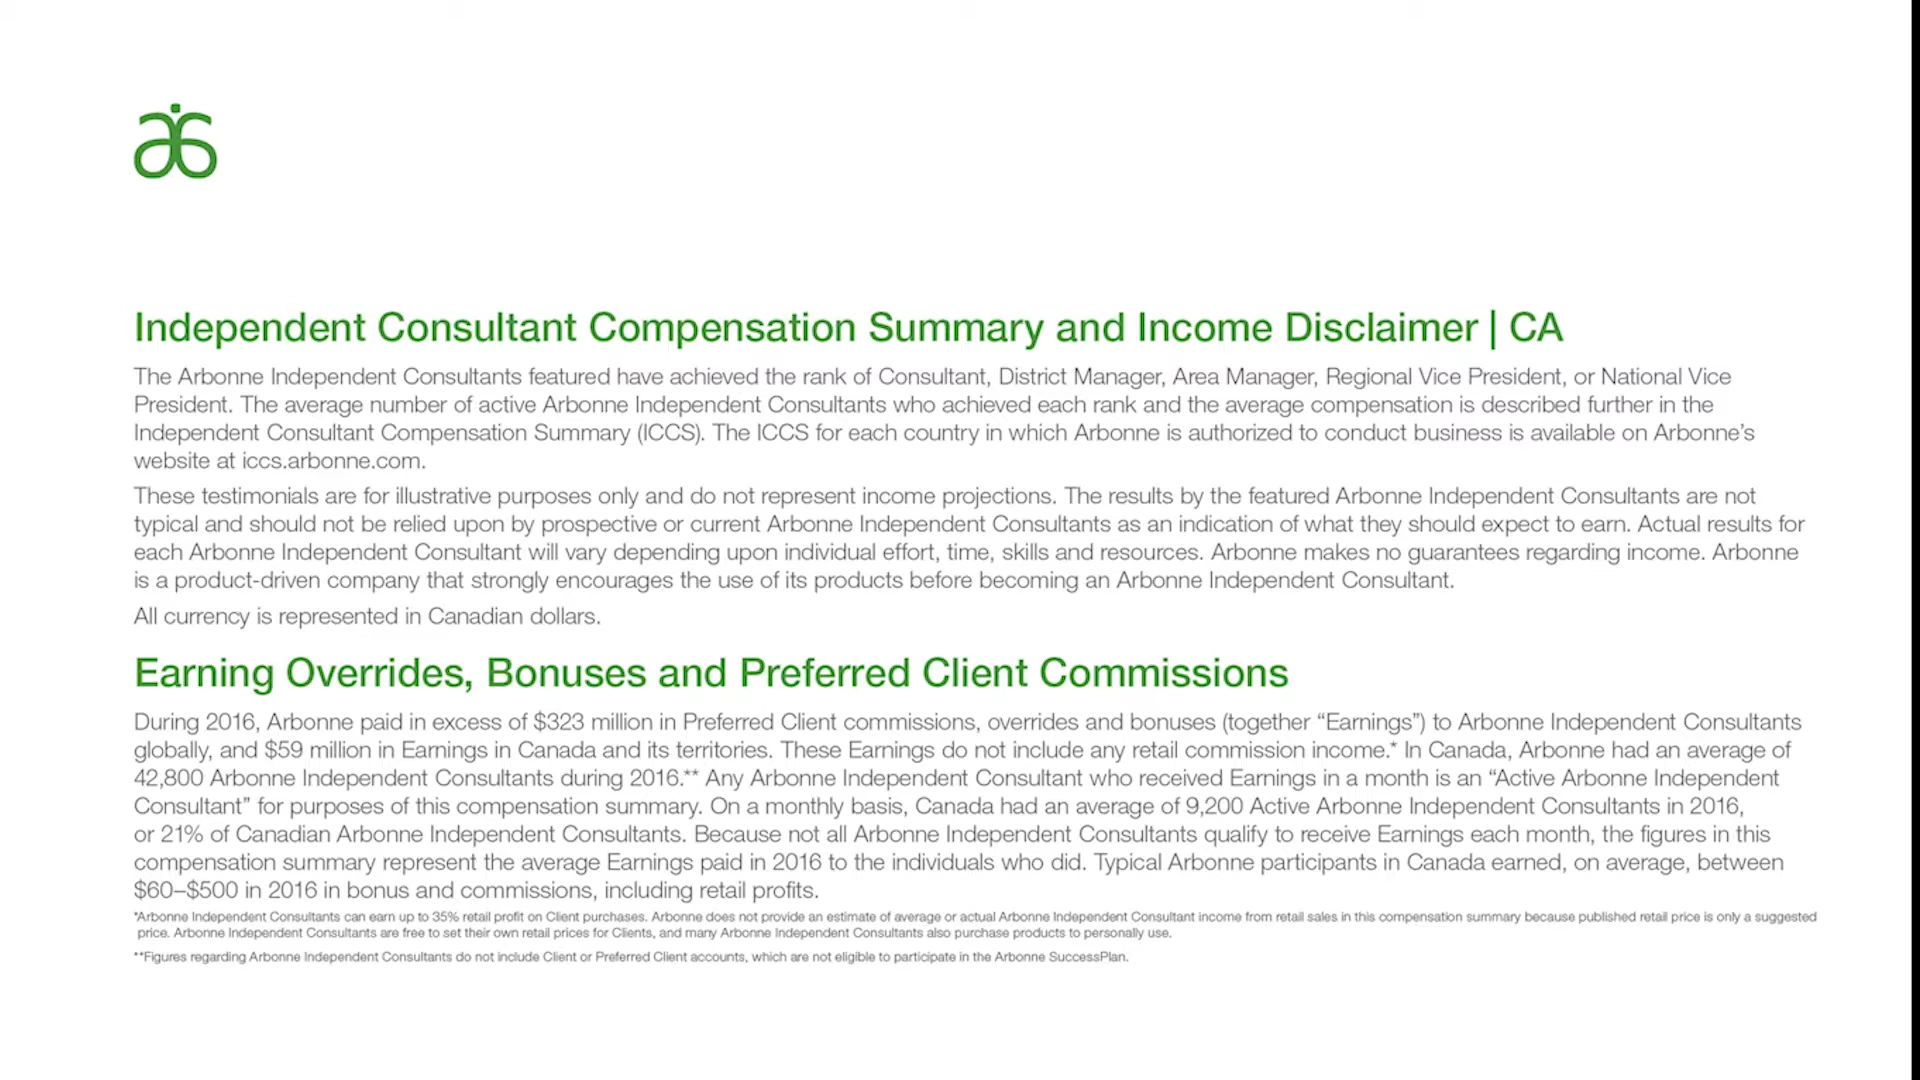 Independent Consultant Compensation Summary and Income Disclaimer | CA
The Arbonne Independent Consultants featured have achieved the rank of Consultant, District Manager, Area Manager, Regional Vice President, or National Vice
President. The average number of active Arbonne Independent Consultants who achieved each rank and the average compensation is described further in the
Independent Consultant Compensation Summary (ICCS). The ICCS for each country in which Arbonne is authorized to conduct business is available on Arbonne’s
website at iccs.arbonne.com.
These testimonials are for illustrative purposes only and do not represent income projections. The results by the featured Arbonne Independent Consultants are not
typical and should not be relied upon by prospective or current Arbonne Independent Consultants as an indication of what they should expect to earn. Actual results for
each Arbonne Independent Consultant will vary depending upon individual effort, time, skills and resources. Arbonne makes no guarantees regarding income. Arbonne
is a product-driven company that strongly encourages the use of its products before becoming an Arbonne Independent Consultant.
All currency is represented in Canadian dollars.
Earning Overrides, Bonuses and Preferred Client Commissions
During 2016, Arbonne paid in excess of $323 million in Preferred Client commissions, overrides and bonuses (together “Earnings”) to Arbonne Independent Consultants
globally, and $59 million in Earnings in Canada and its territories. These Earnings do not include any retail commission income.* In Canada, Arbonne had an average of
42,800 Arbonne Independent Consultants during 2016.** Any Arbonne Independent Consultant who received Earnings in a month is an “Active Arbonne Independent
Consultant” for purposes of this compensation summary. On a monthly basis, Canada had an average of 9,200 Active Arbonne Independent Consultants in 2016,
or 21% of Canadian Arbonne Independent Consultants. Because not all Arbonne Independent Consultants qualify to receive Earnings each month, the figures in this
compensation summary represent the average Earnings paid in 2016 to the individuals who did. Typical Arbonne participants in Canada earned, on average, between
$60–$500 in 2016 in bonus and commissions, including retail profits.
*Arbonne Independent Consultants can earn up to 35% retail profit on Client purchases. Arbonne does not provide an estimate of average or actual Arbonne Independent Consultant income from retail sales in this compensation summary because published retail price is only a suggested
price. Arbonne Independent Consultants are free to set their own retail prices for Clients, and many Arbonne Independent Consultants also purchase products to personally use.
**Figures regarding Arbonne Independent Consultants do not include Client or Preferred Client accounts, which are not eligible to participate in the Arbonne SuccessPlan.